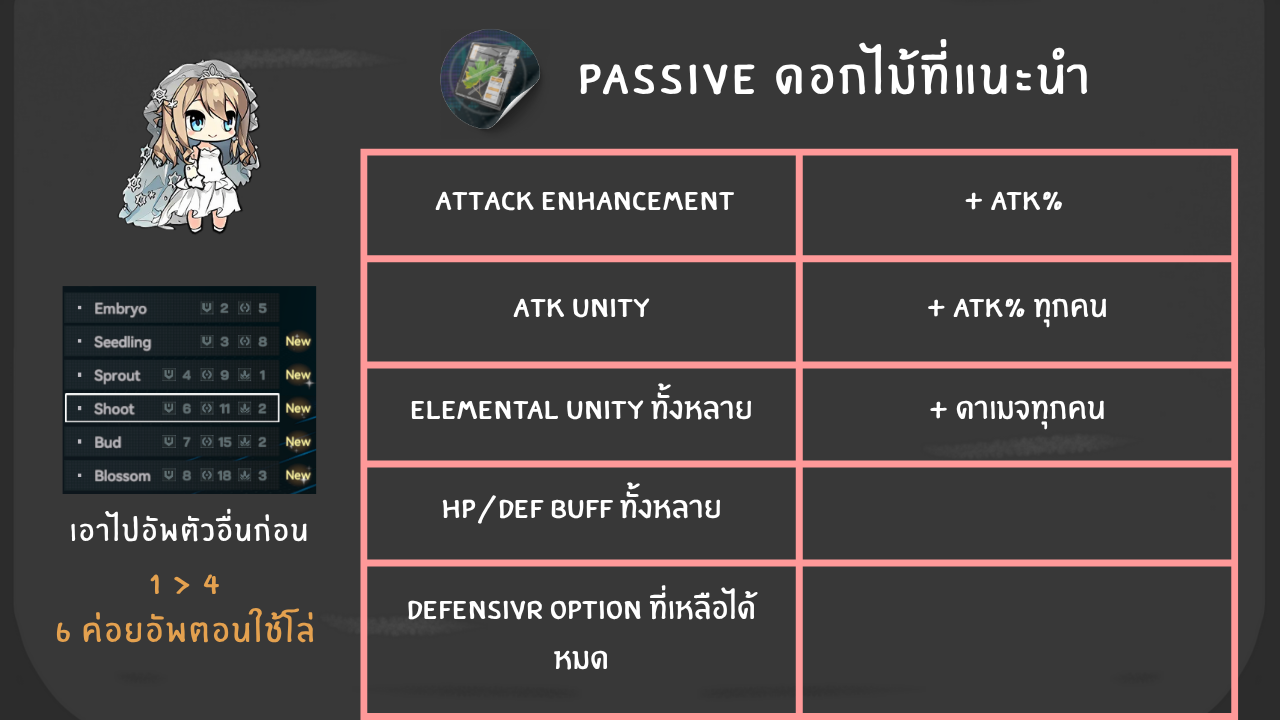 PASSIVE ดอกไม้ที่แนะนำ
ATTACK ENHANCEMENT
+ ATK%
ATK UNITY
+ ATK% ทุกคน
ELEMENTAL UNITY ทั้งหลาย
+ ดาเมจทุกคน
HP/DEF BUFF ทั้งหลาย
DEFENSIVR OPTION ที่เหลือได้
หมด
Embryo 2 5
Seedling 3 8 New
Sprout 4 9 1 New
Shoot 6 11 2 New
Bud 7 15 2 New
Blossom 8 18 3 New
เอาไปอัพตัวอื่นก่อน
1 > 4
6 ค่อยอัพตอนใช้โล่